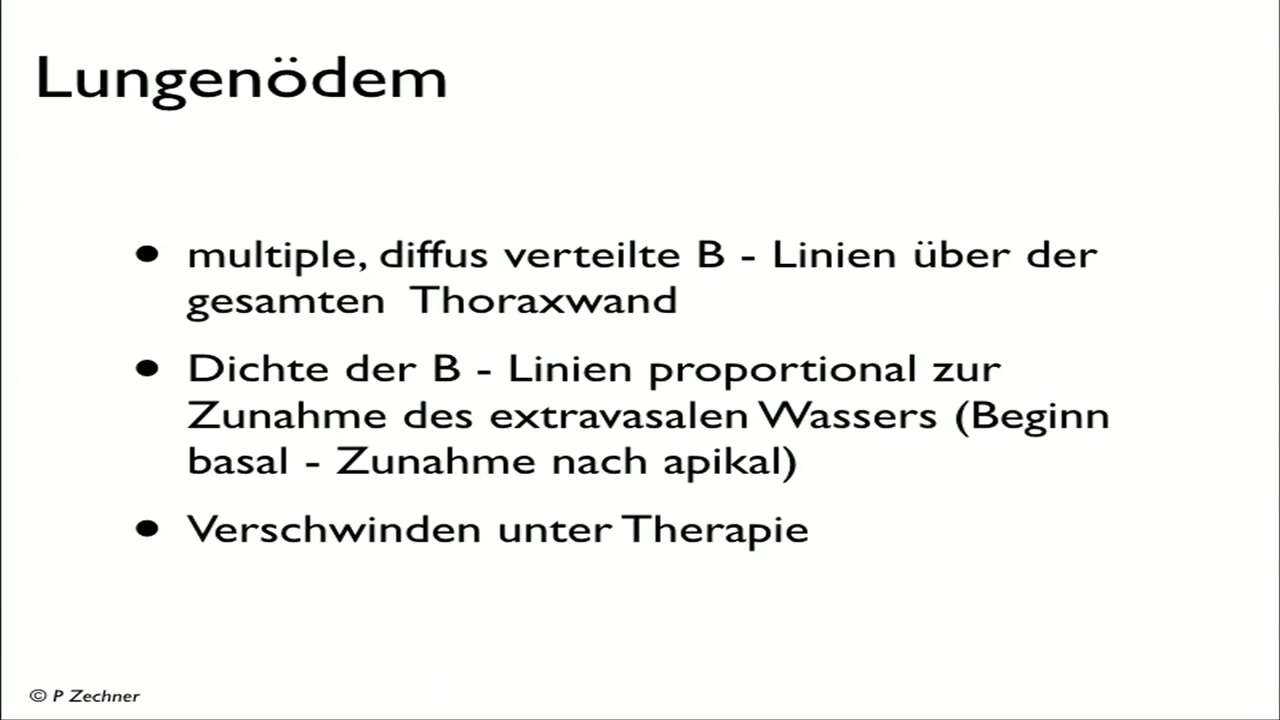 Lungenödem
• multiple, diffus verteilte B - Linien über der
gesamten Thoraxwand
• Dichte der B - Linien proportional zur
Zunahme des extravasalen Wassers (Beginn
basal - Zunahme nach apikal)
• Verschwinden unter Therapie
© P Zechner